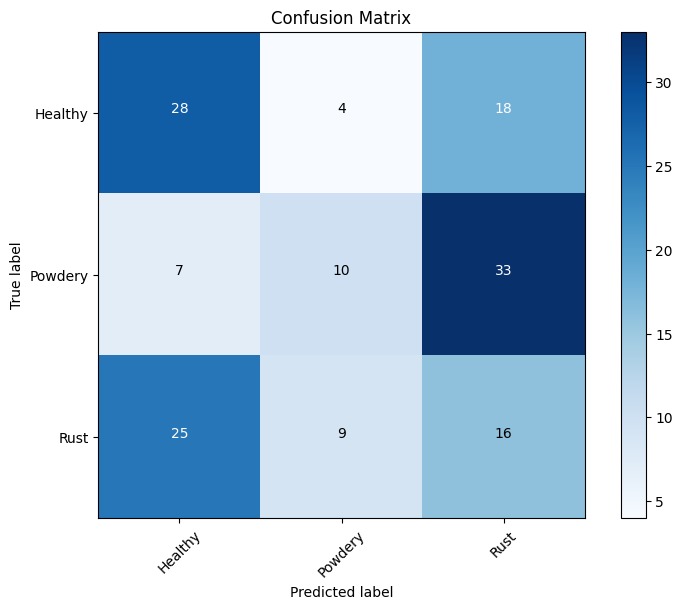 Confusion Matrix
Healthy 28 4 18
Powdery 7 10 33
Rust 25 9 16
Healthy Powdery Rust
True label
Predicted label
30
25
20
15
10
5